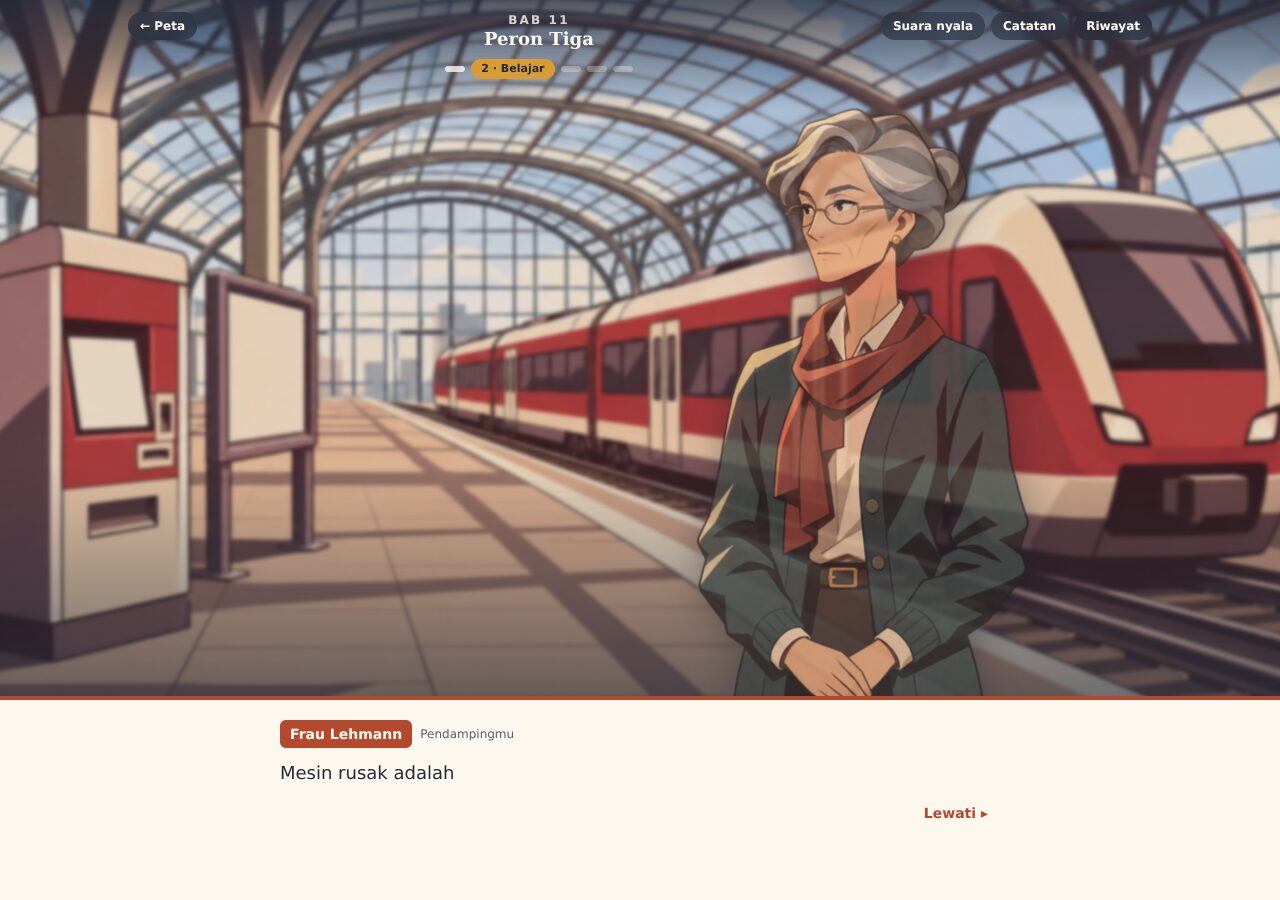 ← Peta
BAB 11
Peron Tiga
2 · Belajar
Suara nyala
Catatan
Riwayat
Frau Lehmann
Pendampingmu
Mesin rusak adalah
Lewati ▸